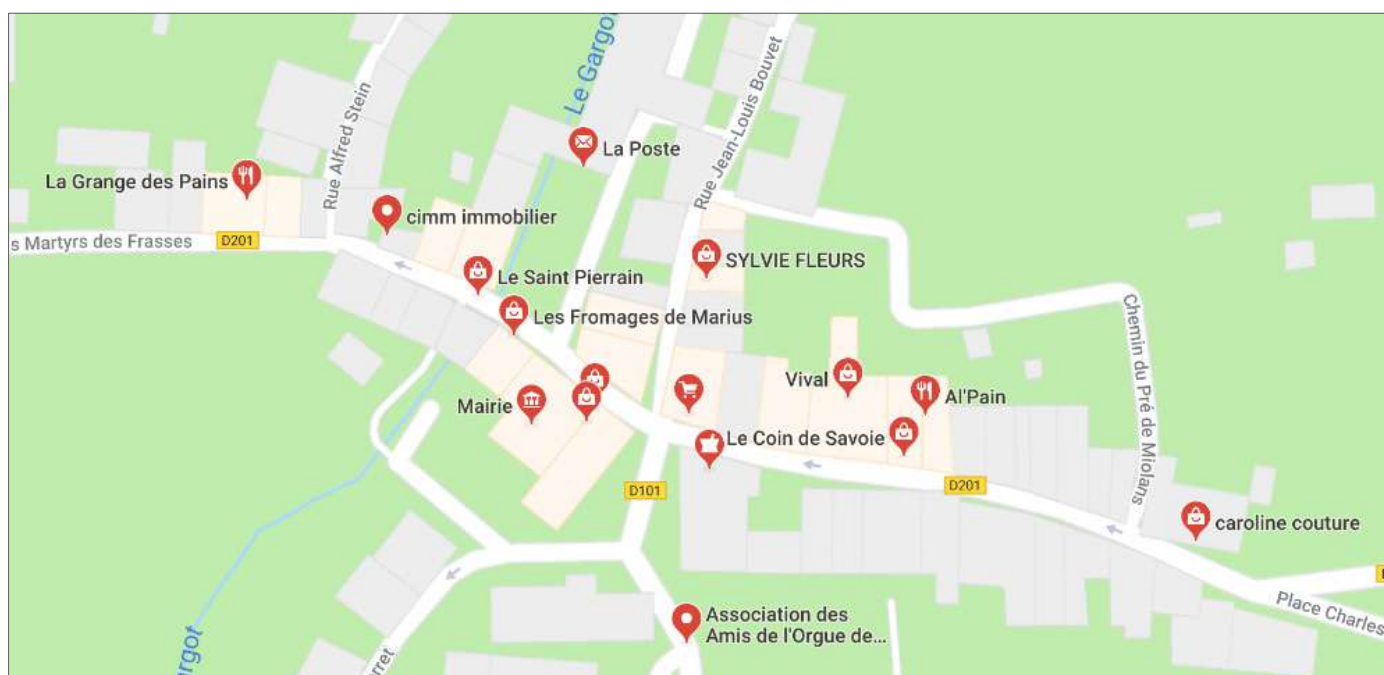 Le Gargot
Rue Jean-Louis Bouvet
Rue Alfred Stein
La Poste
La Grange des Pains
cimm immobilier
D201
s Martyrs des Frasses
SYLVIE FLEURS
Le Saint Pierrain
Les Fromages de Marius
Chemin du Pré de Miolans
Vival
Al'Pain
Mairie
Le Coin de Savoie
D101
D201
caroline couture
Place Charles
Association des
Amis de l'Orgue de...
argot
rret